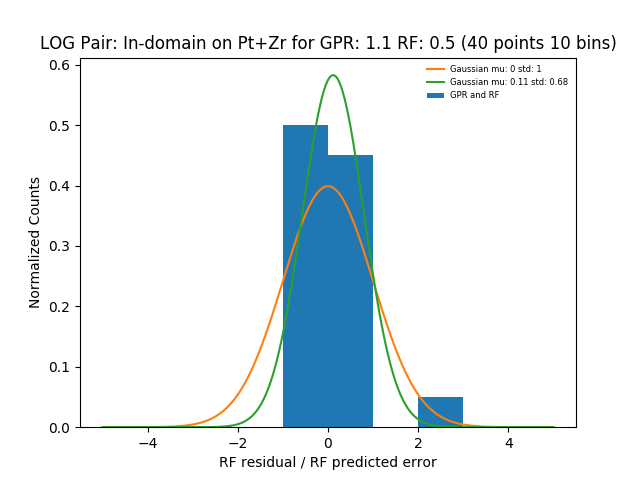 LOG Pair: In-domain on Pt+Zr for GPR: 1.1 RF: 0.5 (40 points 10 bins)
Gaussian mu: 0 std: 1
Gaussian mu: 0.11 std: 0.68
GPR and RF
Normalized Counts
0.6
0.5
0.4
0.3
0.2
0.1
0.0
−4
−2
0
2
4
RF residual / RF predicted error